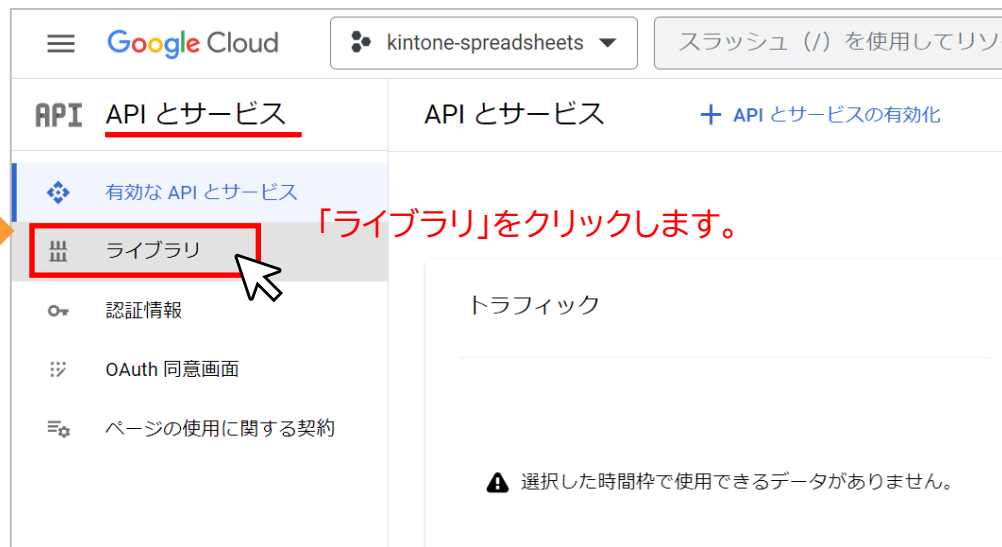 Google Cloud
kintone-spreadsheets
スラッシュ（/）を使用してリソ
API API とサービス
API とサービス
＋ API とサービスの有効化
有効な API とサービス
「ライブラリ」をクリックします。
ライブラリ
トラフィック
認証情報
OAuth 同意画面
ページの使用に関する契約
選択した時間枠で使用できるデータがありません。